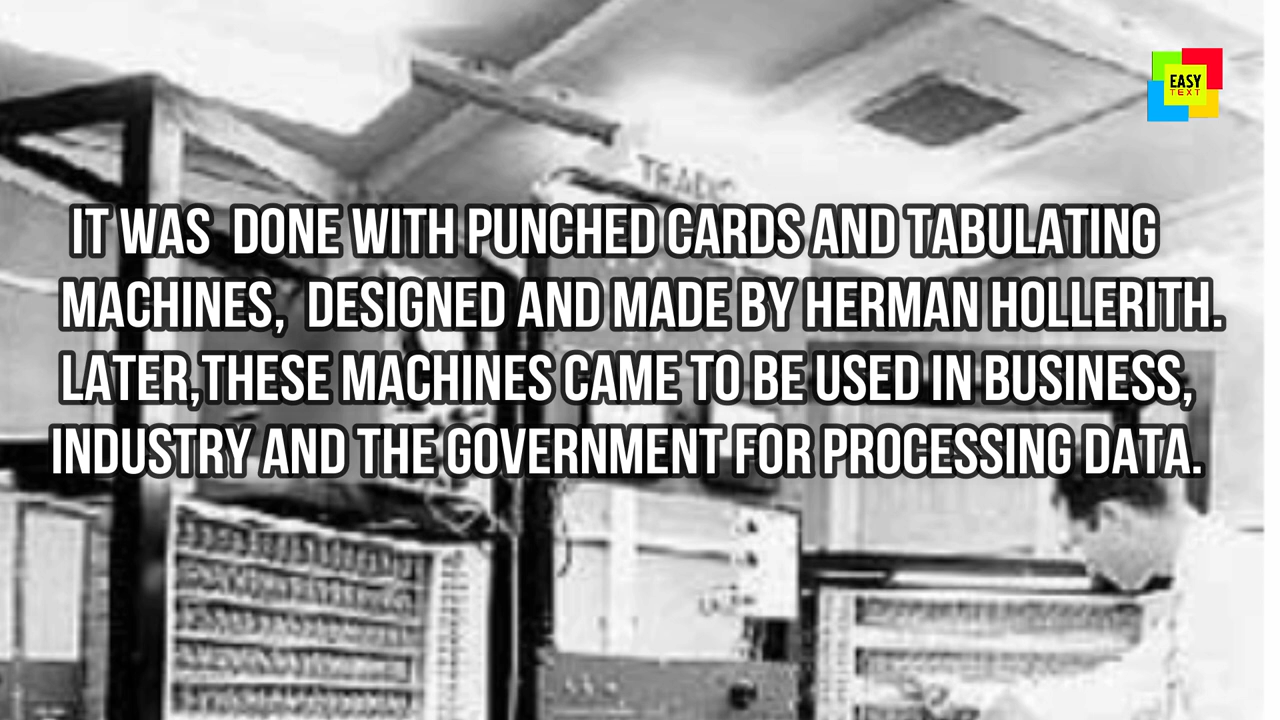 EASY
TEXT
TRADIC
IT WAS DONE WITH PUNCHED CARDS AND TABULATING
MACHINES, DESIGNED AND MADE BY HERMAN HOLLERITH.
LATER,THESE MACHINES CAME TO BE USED IN BUSINESS,
INDUSTRY AND THE GOVERNMENT FOR PROCESSING DATA.